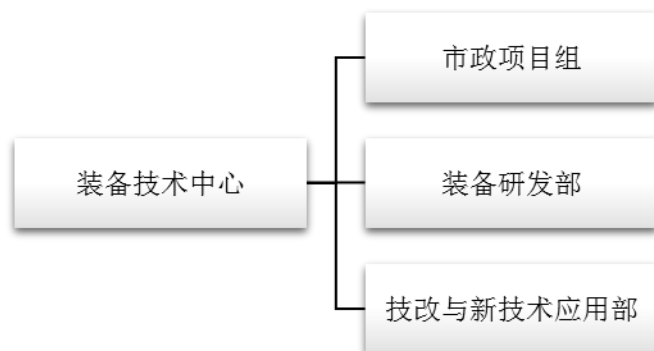 市政项目组
装备技术中心
装备研发部
技改与新技术应用部